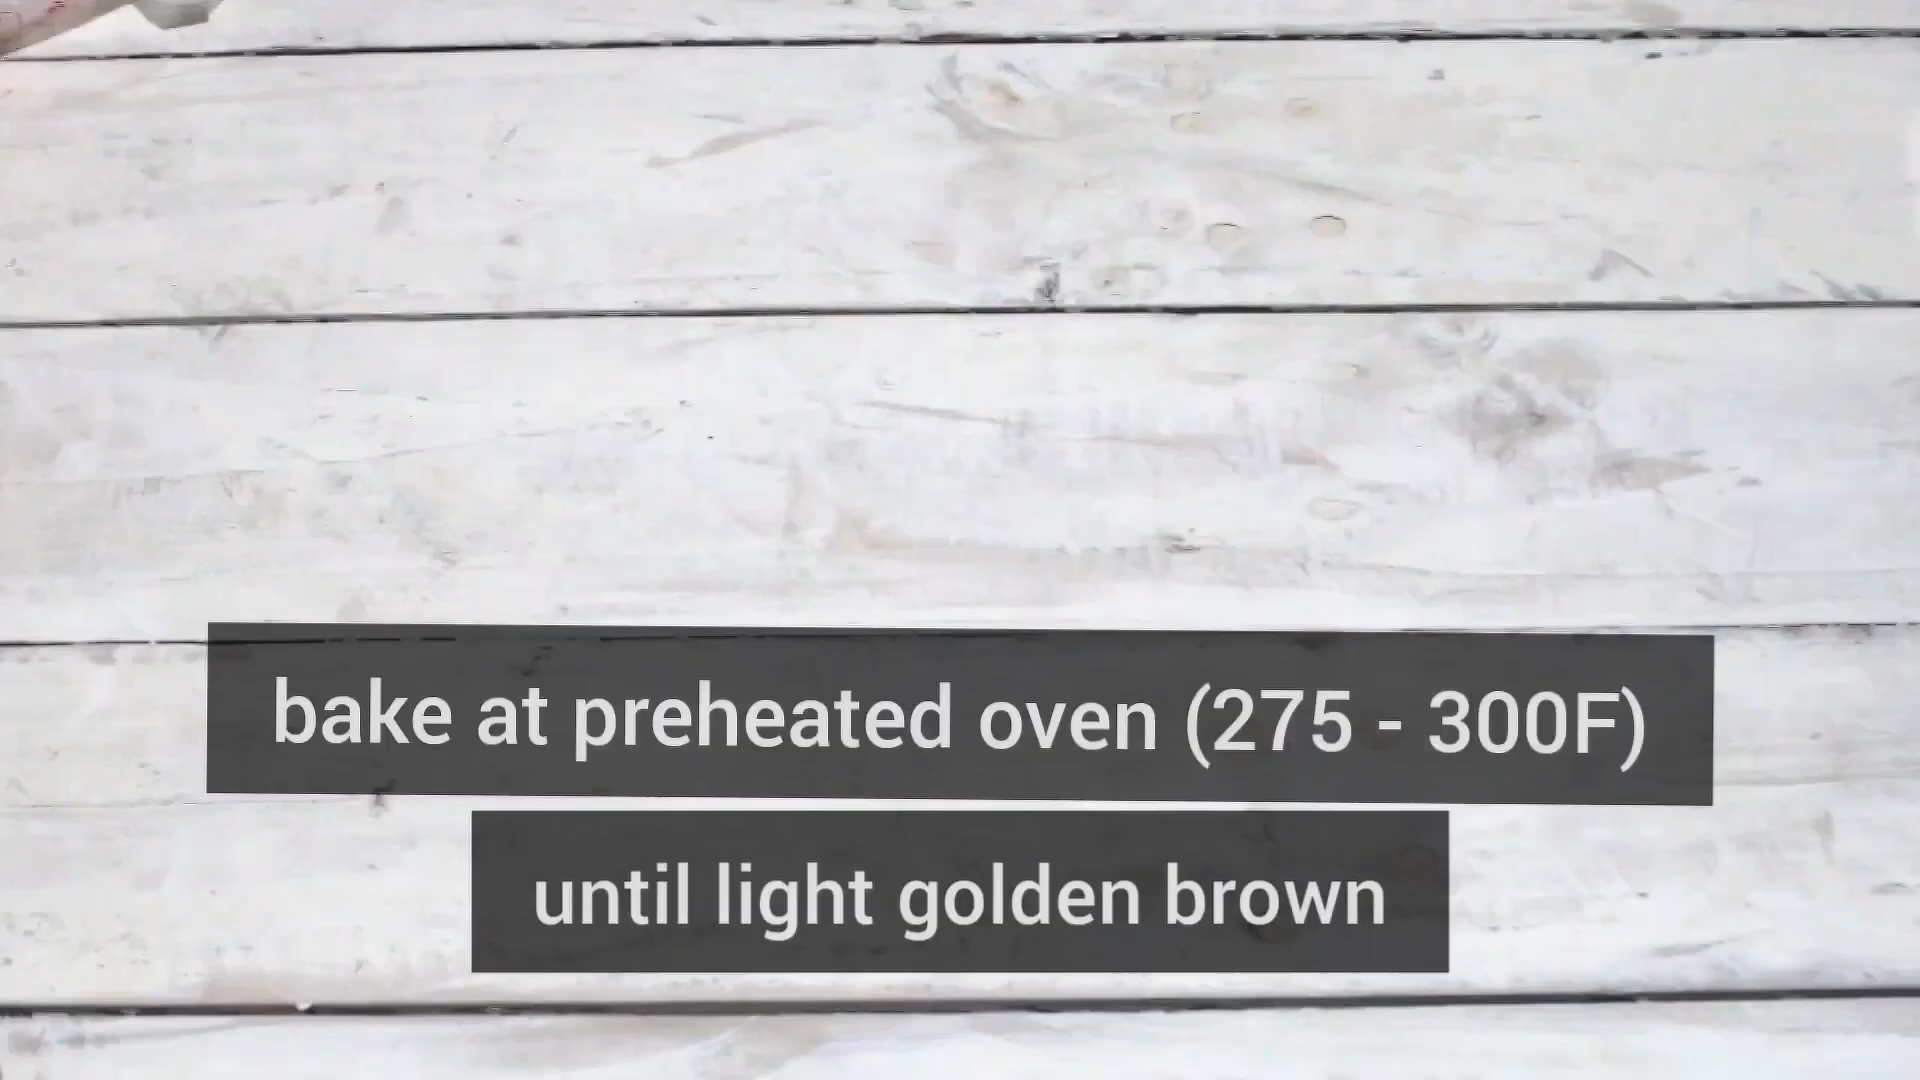 bake at preheated oven (275 - 300F)
until light golden brown